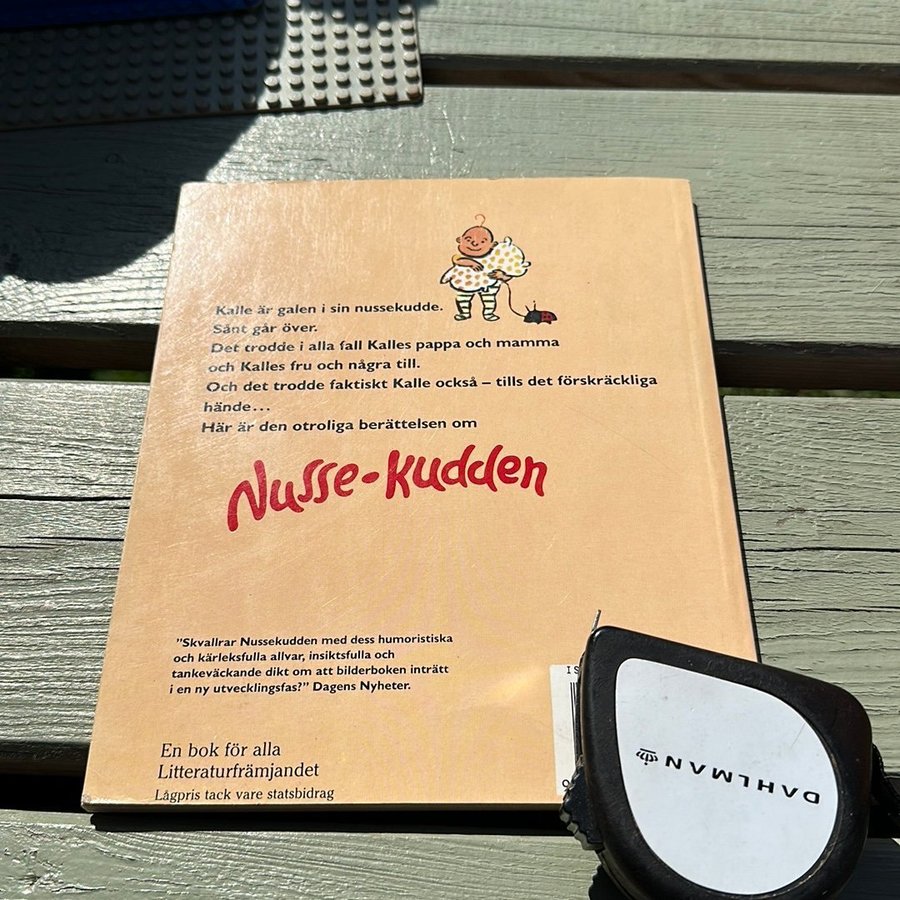 Kalle är galen i sin nussekudde.
Sånt går över.
Det trodde i alla fall Kalles pappa och mamma
och Kalles fru och några till.
Och det trodde faktiskt Kalle också – tills det förskräckliga
hände...
Här är den otroliga berättelsen om
Nusse-kudden
”Skvallrar Nussekudden med dess humoristiska
och kärleksfulla allvar, insiktsfulla och
tankeväckande dikt om att bilderboken inträtt
i en ny utvecklingsfas?” Dagens Nyheter.
En bok för alla
Litteraturfrämjandet
Lågpris tack vare statsbidrag
DAHLMAN